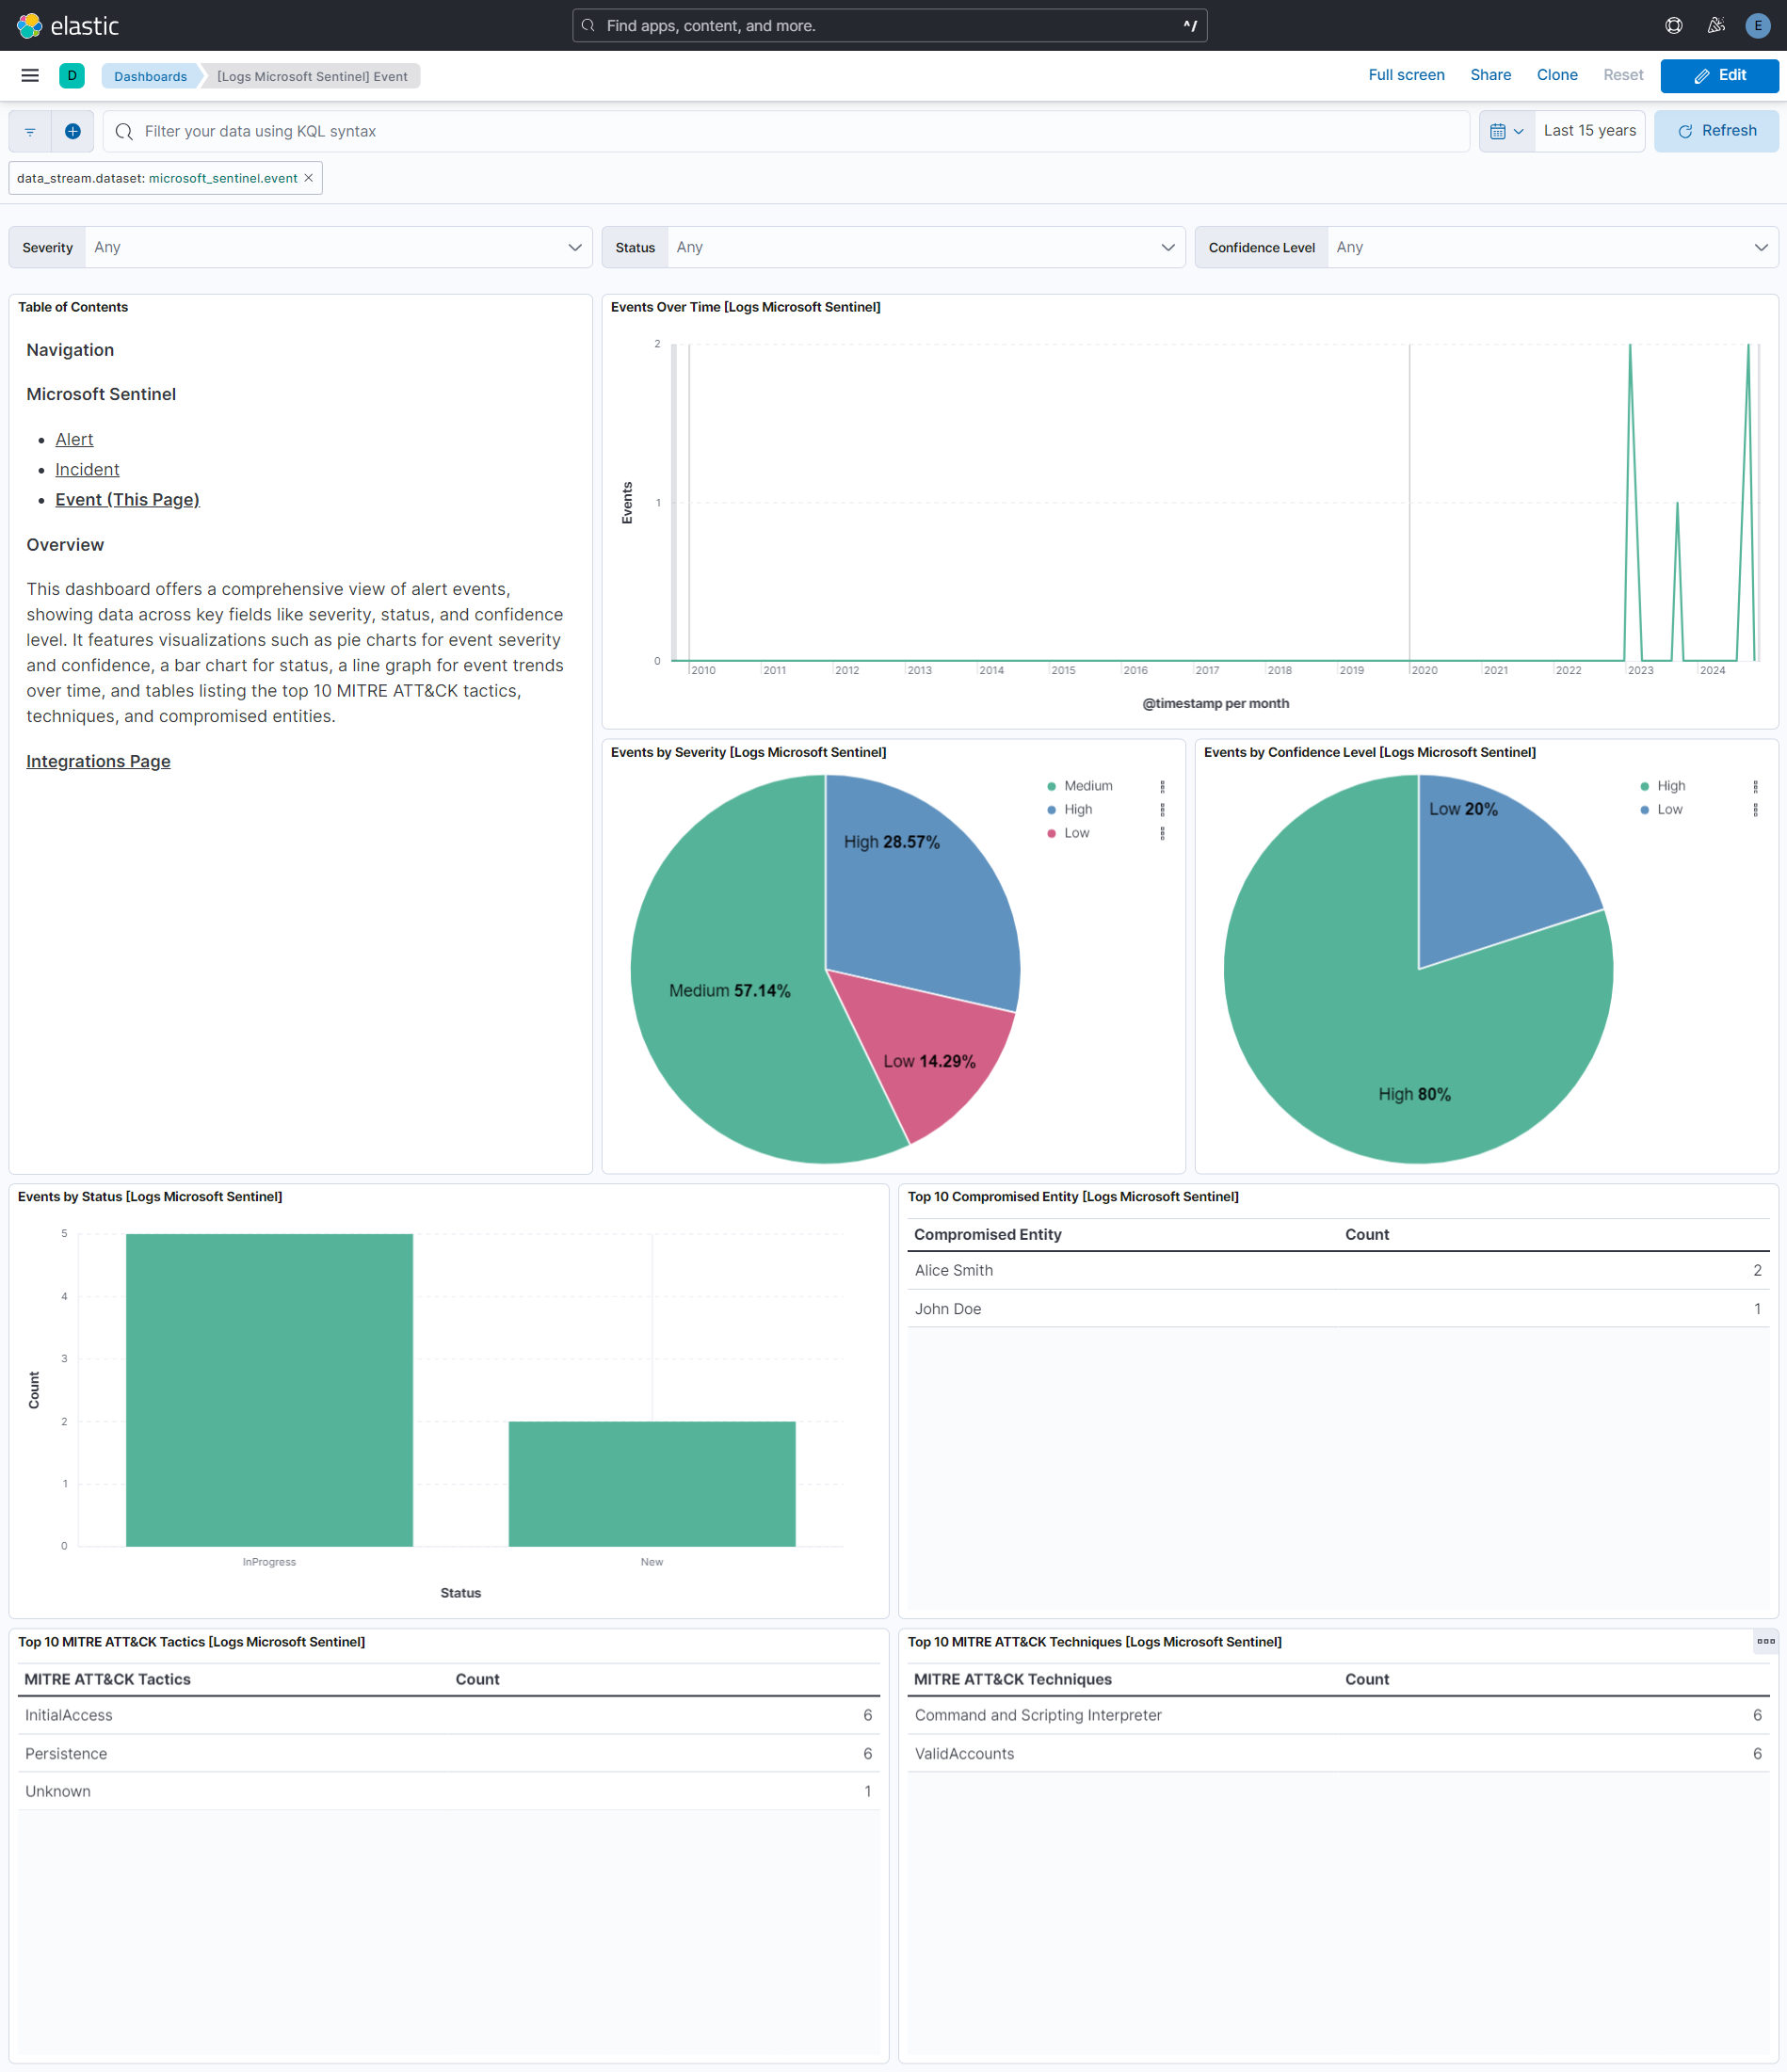 elastic
Find apps, content, and more.
^/
E
D
Dashboards
[Logs Microsoft Sentinel] Event
Full screen
Share
Clone
Reset
Edit
Filter your data using KQL syntax
Last 15 years
Refresh
data_stream.dataset: microsoft_sentinel.event ×
Severity
Any
Status
Any
Confidence Level
Any
Table of Contents
Navigation
Microsoft Sentinel
• Alert
• Incident
• Event (This Page)
Overview
This dashboard offers a comprehensive view of alert events,
showing data across key fields like severity, status, and confidence
level. It features visualizations such as pie charts for event severity
and confidence, a bar chart for status, a line graph for event trends
over time, and tables listing the top 10 MITRE ATT&CK tactics,
techniques, and compromised entities.
Integrations Page
Events Over Time [Logs Microsoft Sentinel]
Events
2
1
0
2010 2011 2012 2013 2014 2015 2016 2017 2018 2019 2020 2021 2022 2023 2024
@timestamp per month
Events by Severity [Logs Microsoft Sentinel]
High 28.57%
Medium 57.14%
Low 14.29%
Medium
High
Low
Events by Confidence Level [Logs Microsoft Sentinel]
Low 20%
High 80%
High
Low
Events by Status [Logs Microsoft Sentinel]
Count
5
4
3
2
1
0
InProgress New
Status
Top 10 Compromised Entity [Logs Microsoft Sentinel]
Compromised Entity Count
Alice Smith 2
John Doe 1
Top 10 MITRE ATT&CK Tactics [Logs Microsoft Sentinel]
MITRE ATT&CK Tactics Count
InitialAccess 6
Persistence 6
Unknown 1
Top 10 MITRE ATT&CK Techniques [Logs Microsoft Sentinel]
MITRE ATT&CK Techniques Count
Command and Scripting Interpreter 6
ValidAccounts 6